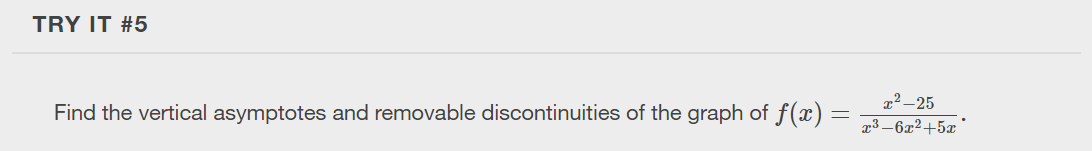 TRY IT #5
Find the vertical asymptotes and removable discontinuities of the graph of f(x) = \frac{x^2-25}{x^3-6x^2+5x}.